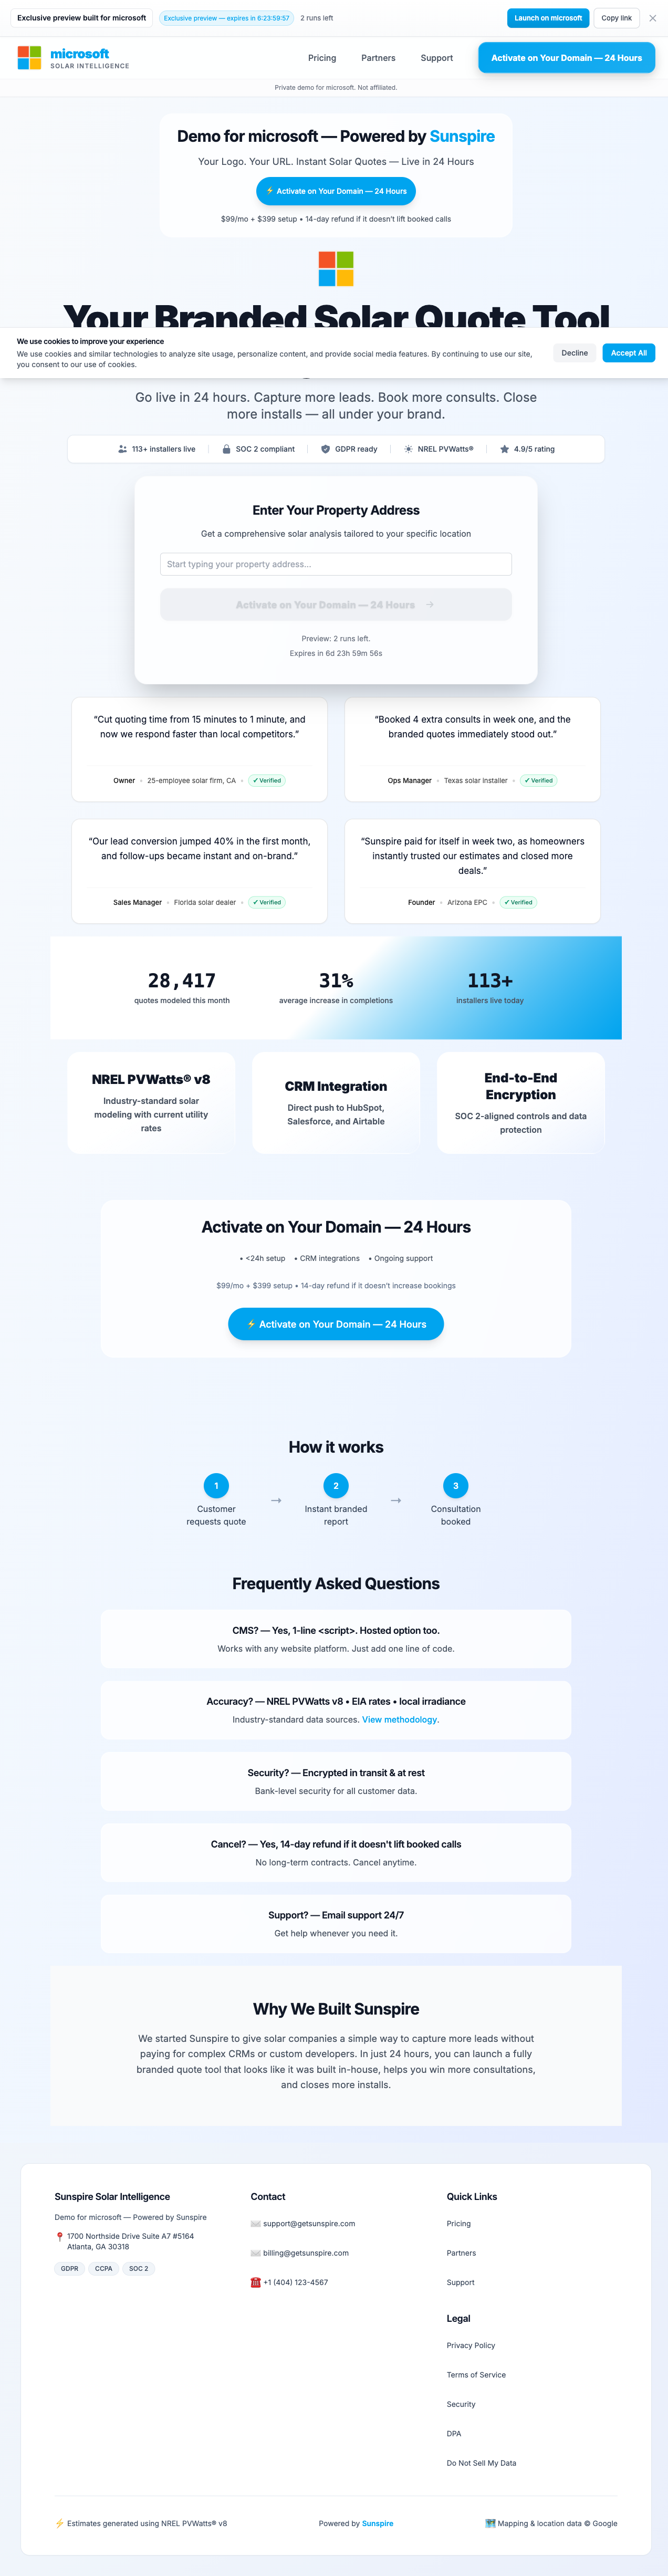 Exclusive preview built for microsoft
Exclusive preview — expires in 6:23:59:57
2 runs left
Launch on microsoft
Copy link
microsoft
SOLAR INTELLIGENCE
Pricing
Partners
Support
Activate on Your Domain — 24 Hours
Private demo for microsoft. Not affiliated.
Demo for microsoft — Powered by Sunspire
Your Logo. Your URL. Instant Solar Quotes — Live in 24 Hours
⚡ Activate on Your Domain — 24 Hours
$99/mo + $399 setup • 14-day refund if it doesn't lift booked calls
Your Branded Solar Quote Tool
We use cookies to improve your experience
We use cookies and similar technologies to analyze site usage, personalize content, and provide social media features. By continuing to use our site,
you consent to our use of cookies.
Decline
Accept All
Go live in 24 hours. Capture more leads. Book more consults. Close
more installs — all under your brand.
113+ installers live
SOC 2 compliant
GDPR ready
NREL PVWatts®
4.9/5 rating
Enter Your Property Address
Get a comprehensive solar analysis tailored to your specific location
Start typing your property address...
Activate on Your Domain — 24 Hours →
Preview: 2 runs left.
Expires in 6d 23h 59m 56s
“Cut quoting time from 15 minutes to 1 minute, and
now we respond faster than local competitors.”
Owner • 25-employee solar firm, CA • ✓ Verified
“Booked 4 extra consults in week one, and the
branded quotes immediately stood out.”
Ops Manager • Texas solar installer • ✓ Verified
“Our lead conversion jumped 40% in the first month,
and follow-ups became instant and on-brand.”
Sales Manager • Florida solar dealer • ✓ Verified
“Sunspire paid for itself in week two, as homeowners
instantly trusted our estimates and closed more
deals.”
Founder • Arizona EPC • ✓ Verified
28,417
quotes modeled this month
31%
average increase in completions
113+
installers live today
NREL PVWatts® v8
Industry-standard solar
modeling with current utility
rates
CRM Integration
Direct push to HubSpot,
Salesforce, and Airtable
End-to-End
Encryption
SOC 2-aligned controls and data
protection
Activate on Your Domain — 24 Hours
• <24h setup • CRM integrations • Ongoing support
$99/mo + $399 setup • 14-day refund if it doesn't increase bookings
⚡ Activate on Your Domain — 24 Hours
How it works
1
Customer
requests quote
→
2
Instant branded
report
→
3
Consultation
booked
Frequently Asked Questions
CMS? — Yes, 1-line <script>. Hosted option too.
Works with any website platform. Just add one line of code.
Accuracy? — NREL PVWatts v8 • EIA rates • local irradiance
Industry-standard data sources. View methodology.
Security? — Encrypted in transit & at rest
Bank-level security for all customer data.
Cancel? — Yes, 14-day refund if it doesn't lift booked calls
No long-term contracts. Cancel anytime.
Support? — Email support 24/7
Get help whenever you need it.
Why We Built Sunspire
We started Sunspire to give solar companies a simple way to capture more leads without
paying for complex CRMs or custom developers. In just 24 hours, you can launch a fully
branded quote tool that looks like it was built in-house, helps you win more consultations,
and closes more installs.
Sunspire Solar Intelligence
Demo for microsoft — Powered by Sunspire
1700 Northside Drive Suite A7 #5164
Atlanta, GA 30318
GDPR
CCPA
SOC 2
Contact
support@getsunspire.com
billing@getsunspire.com
+1 (404) 123-4567
Quick Links
Pricing
Partners
Support
Legal
Privacy Policy
Terms of Service
Security
DPA
Do Not Sell My Data
⚡ Estimates generated using NREL PVWatts® v8
Powered by Sunspire
Mapping & location data © Google